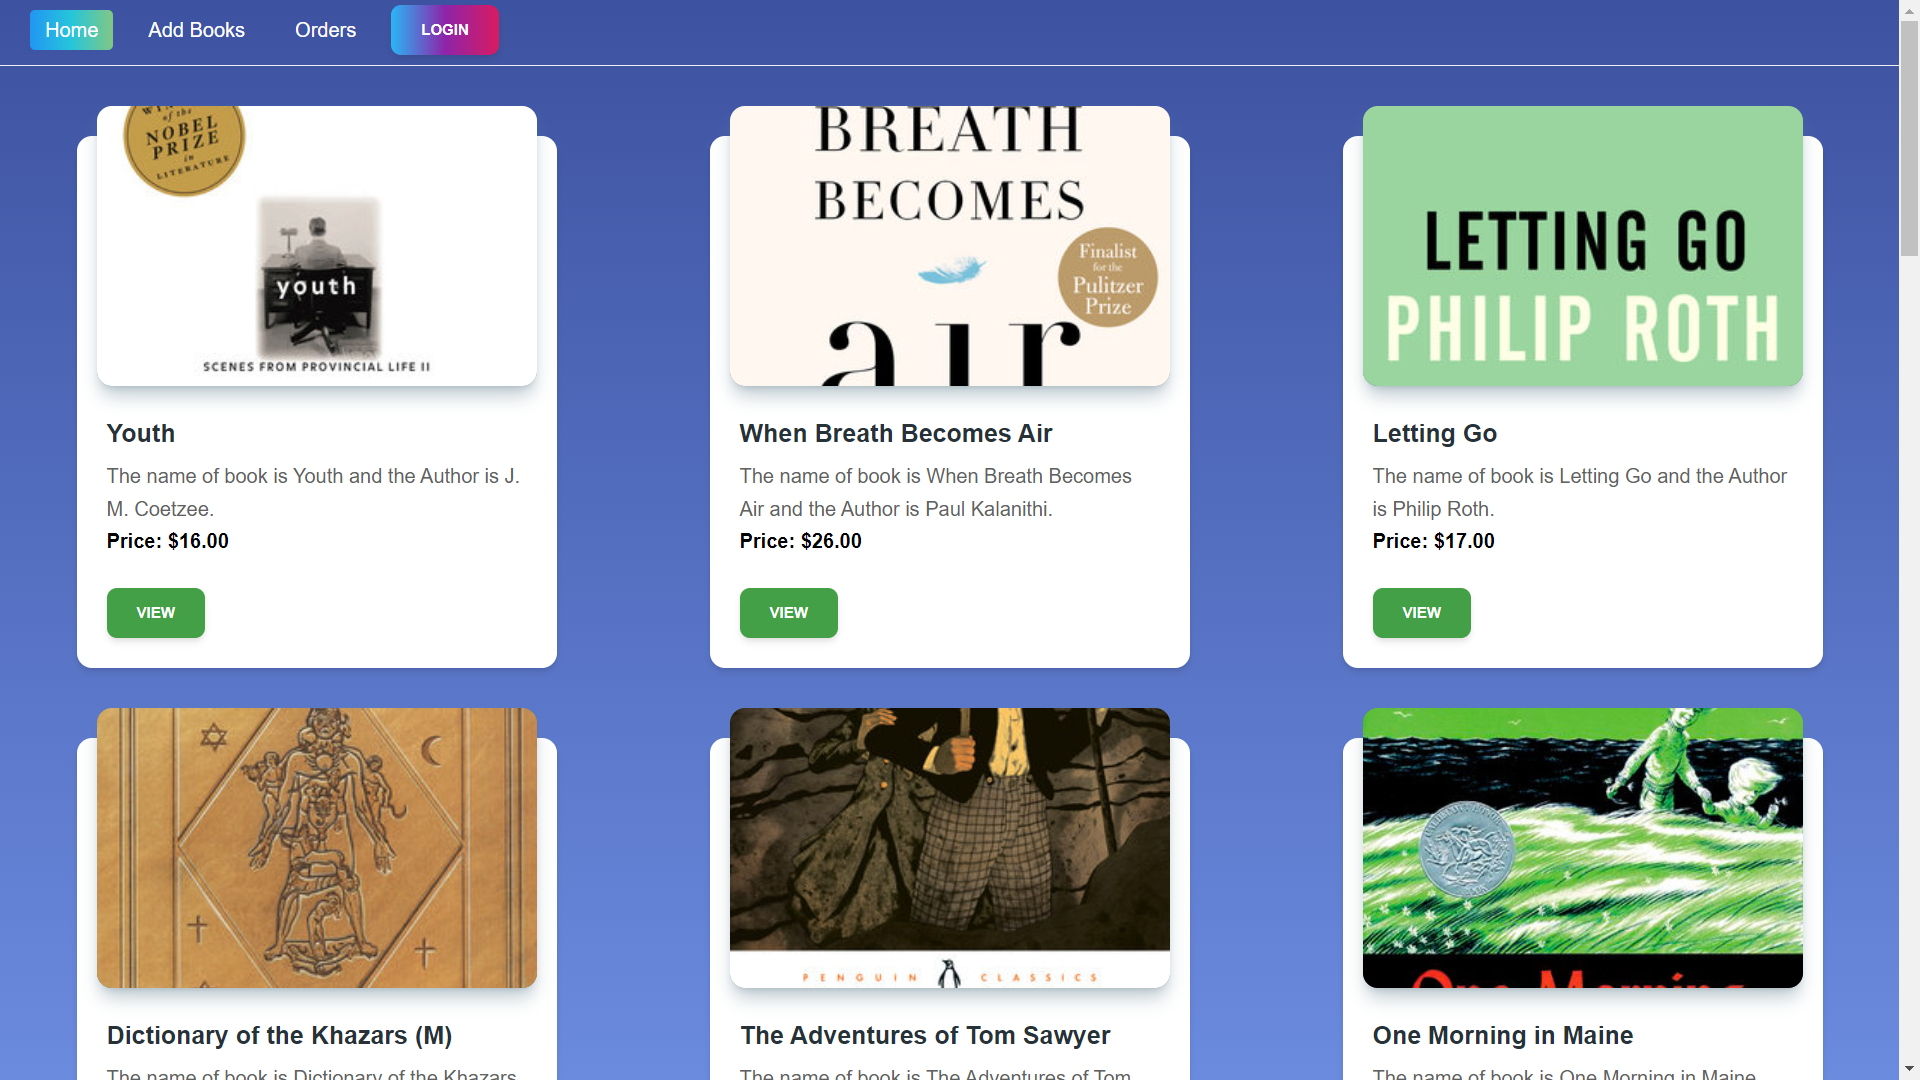 Home Add Books Orders LOGIN
of the
NOBEL
PRIZE
in
LITERATURE
youth
SCENES FROM PROVINCIAL LIFE II
Youth
The name of book is Youth and the Author is J.
M. Coetzee.
Price: $16.00
VIEW
BREATH
BECOMES
Finalist
for the
Pulitzer
Prize
air
When Breath Becomes Air
The name of book is When Breath Becomes
Air and the Author is Paul Kalanithi.
Price: $26.00
VIEW
LETTING GO
PHILIP ROTH
Letting Go
The name of book is Letting Go and the Author
is Philip Roth.
Price: $17.00
VIEW
Dictionary of the Khazars (M)
The name of book is Dictionary of the Khazars
PENGUIN CLASSICS
The Adventures of Tom Sawyer
The name of book is The Adventures of Tom
One Morning
One Morning in Maine
The name of book is One Morning in Maine